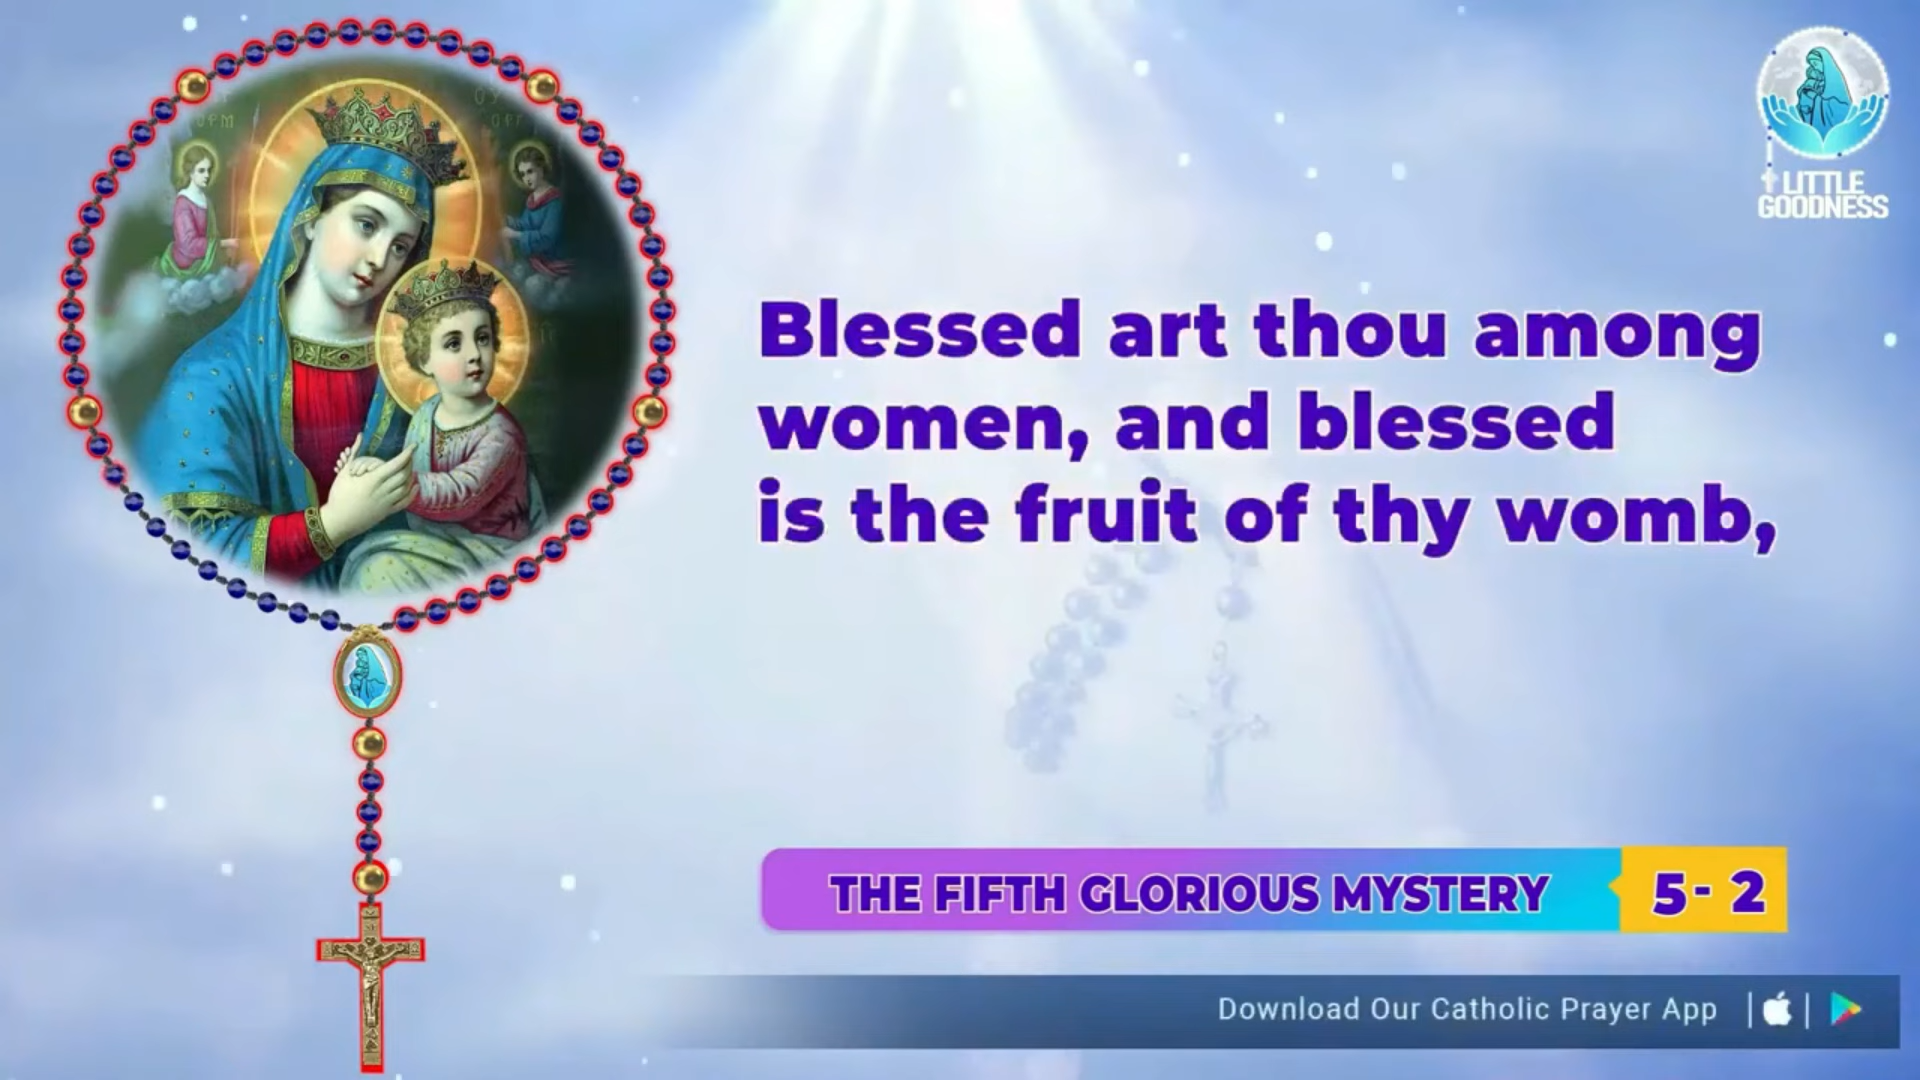 LITTLE
GOODNESS
Blessed art thou among
women, and blessed
is the fruit of thy womb,
THE FIFTH GLORIOUS MYSTERY 5- 2
Download Our Catholic Prayer App